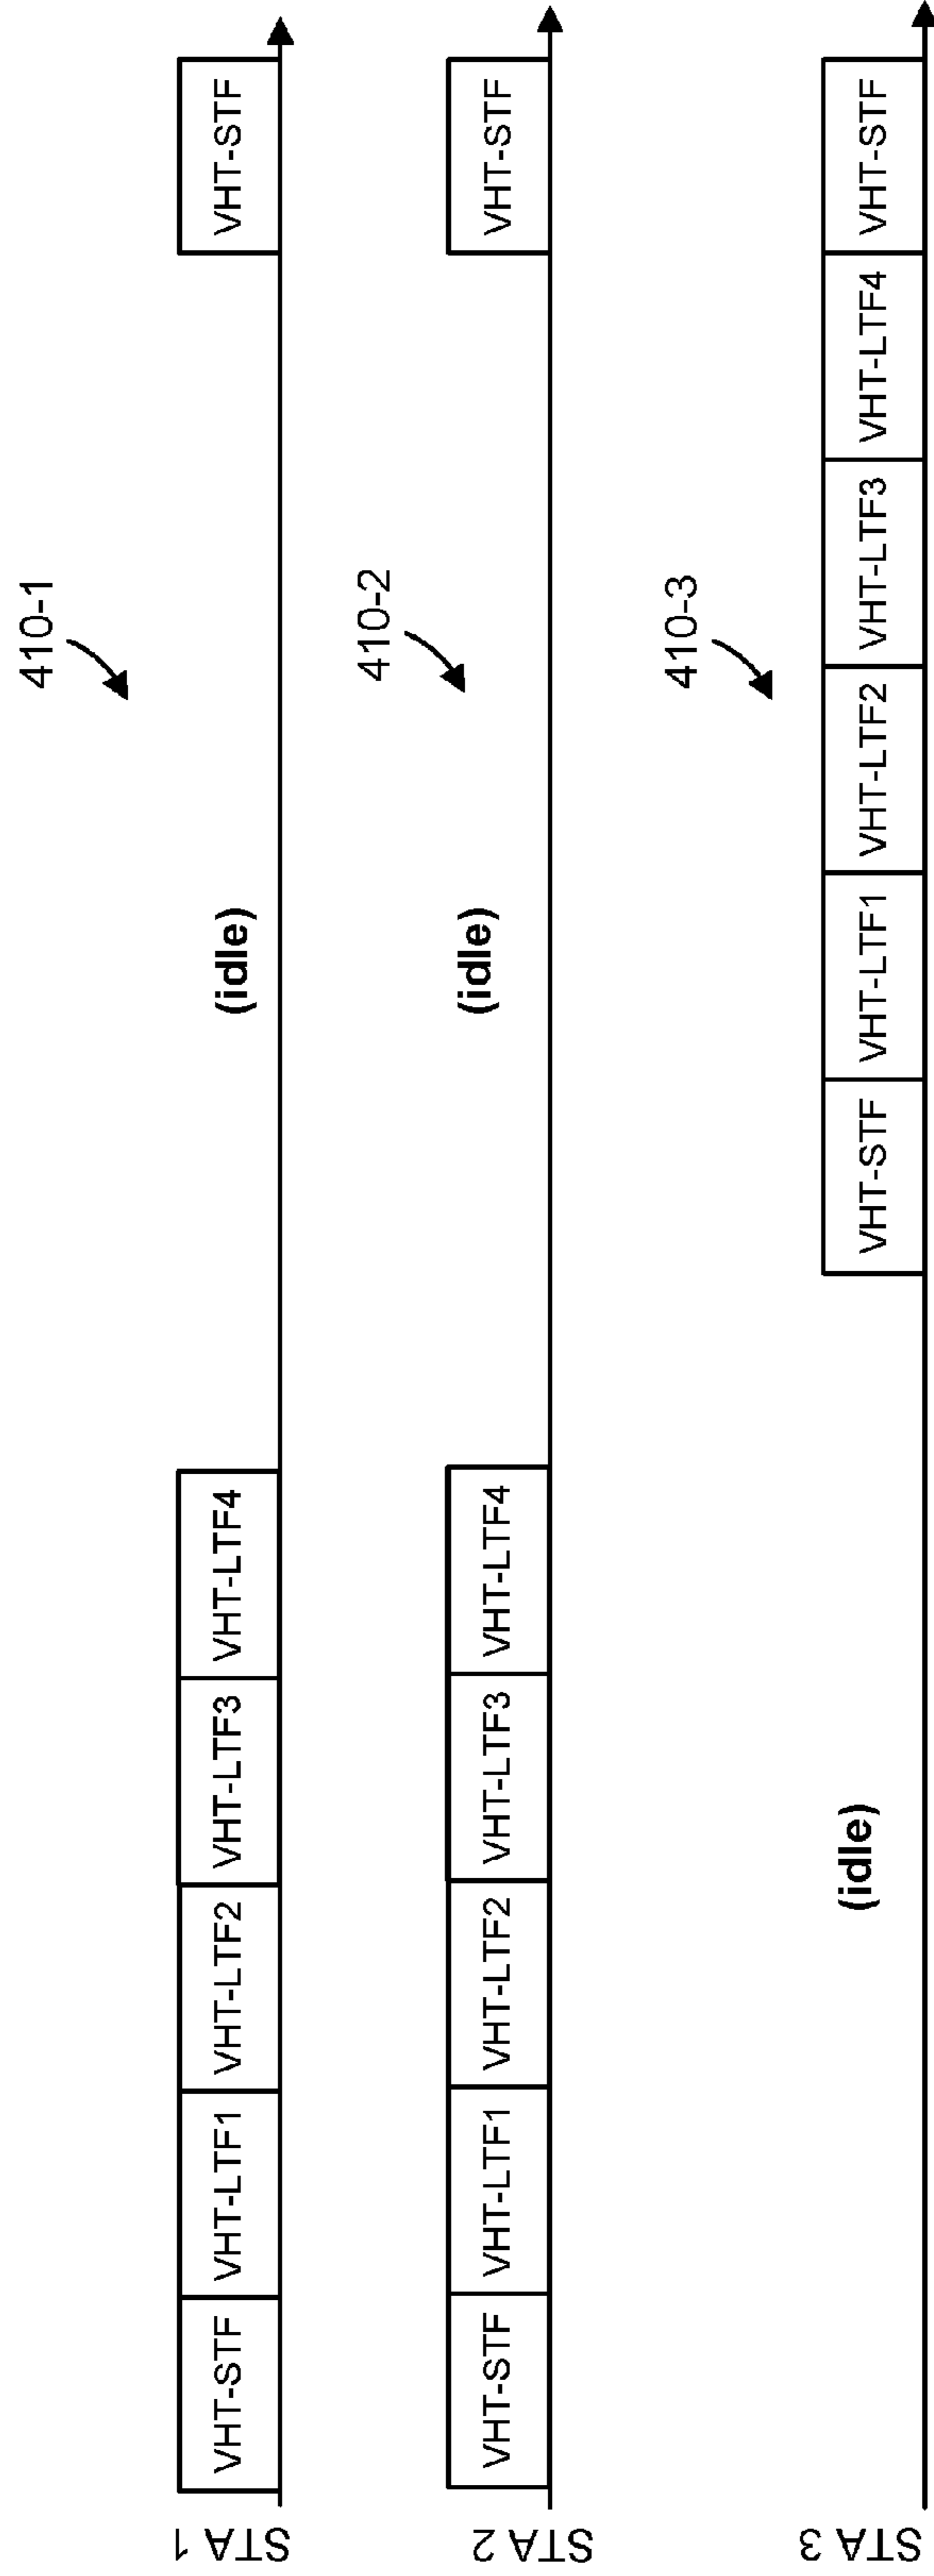 410-1
STA 1
VHT-STF
VHT-LTF1
VHT-LTF2
VHT-LTF3
VHT-LTF4
(idle)
VHT-STF
410-2
STA 2
VHT-STF
VHT-LTF1
VHT-LTF2
VHT-LTF3
VHT-LTF4
(idle)
VHT-STF
410-3
STA 3
(idle)
VHT-STF
VHT-LTF1
VHT-LTF2
VHT-LTF3
VHT-LTF4
VHT-STF